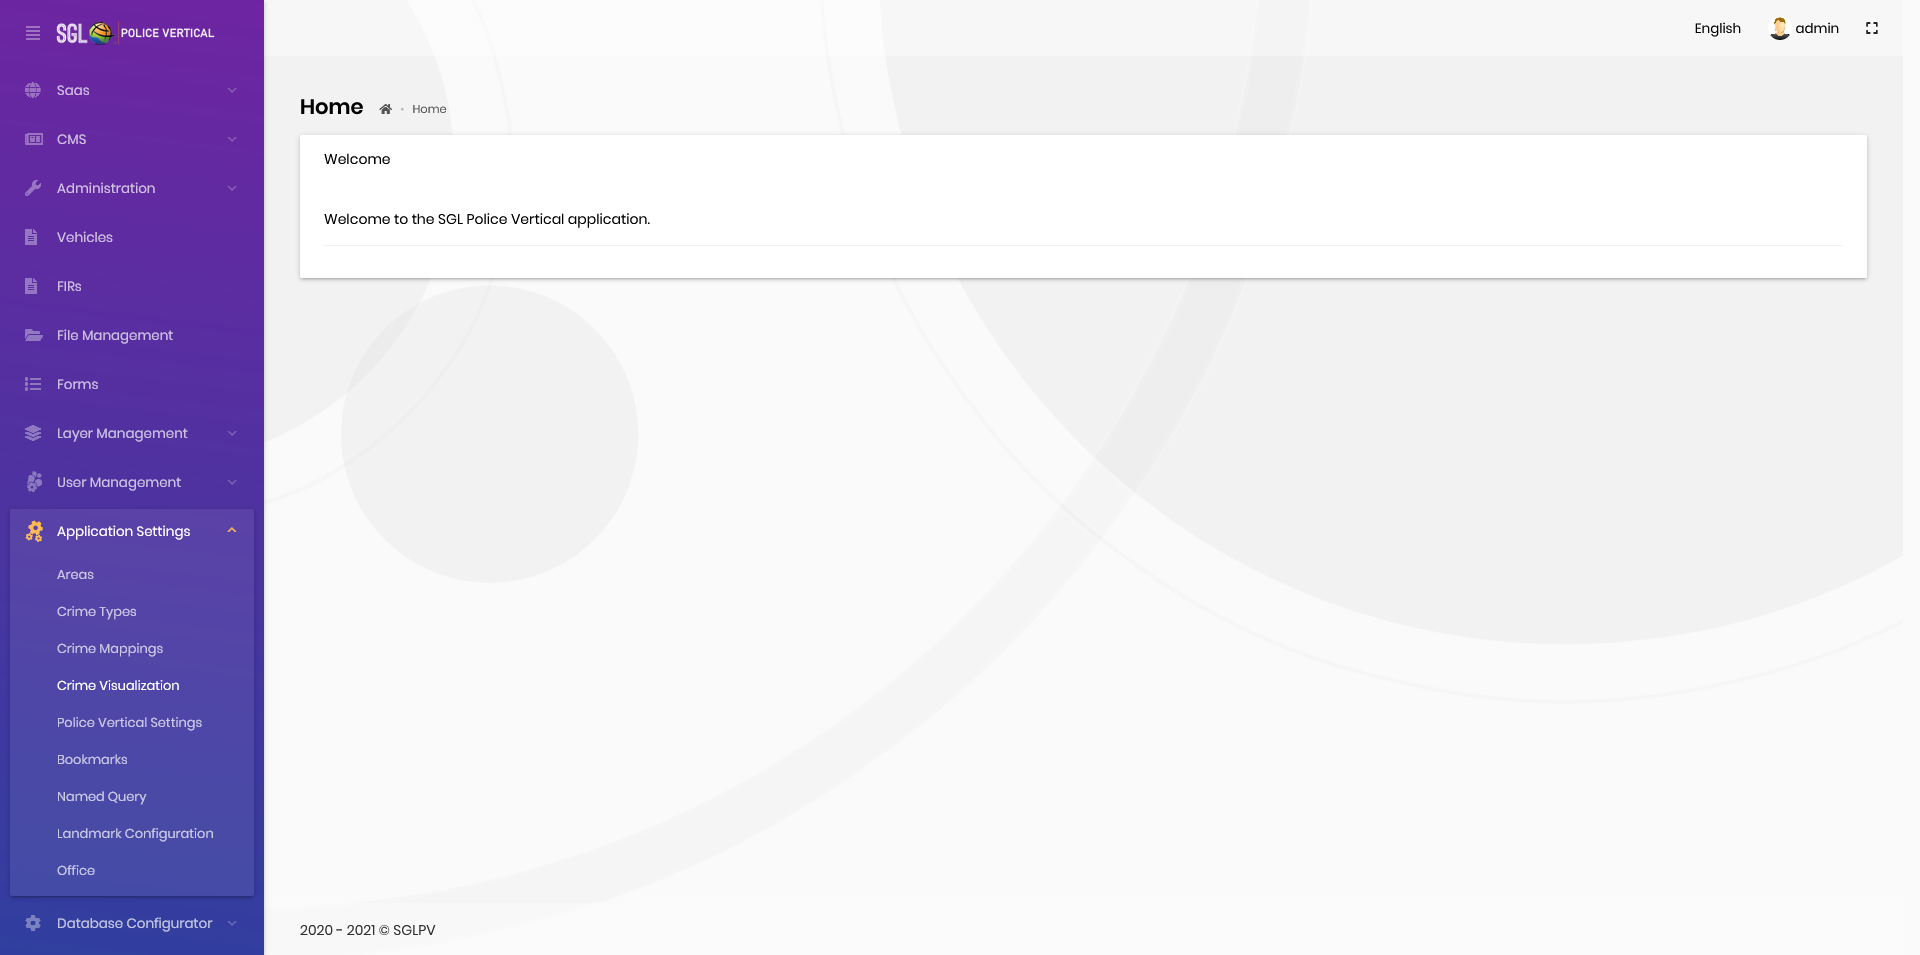 SGL POLICE VERTICAL
English
admin
Saas
CMS
Administration
Vehicles
FIRs
File Management
Forms
Layer Management
User Management
Application Settings
Areas
Crime Types
Crime Mappings
Crime Visualization
Police Vertical Settings
Bookmarks
Named Query
Landmark Configuration
Office
Database Configurator
Home Home
Welcome
Welcome to the SGL Police Vertical application.
2020 - 2021 © SGLPV